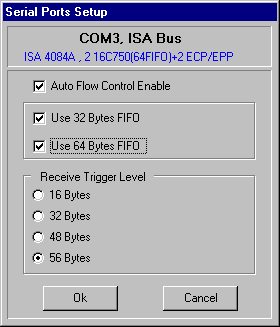 Serial Ports Setup
COM3, ISA Bus
ISA 4084A , 2 16C750(64FIFO)+2 ECP/EPP
Auto Flow Control Enable
Use 32 Bytes FIFO
Use 64 Bytes FIFO
Receive Trigger Level
16 Bytes
32 Bytes
48 Bytes
56 Bytes
Ok Cancel